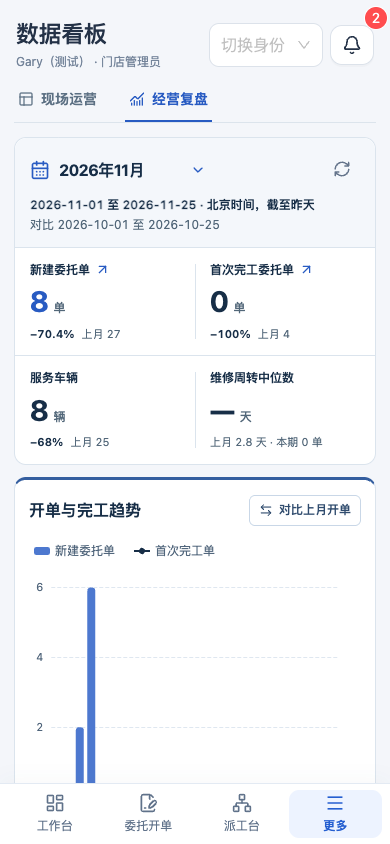 数据看板
Gary（测试） · 门店管理员
切换身份
2
现场运营
经营复盘
2026年11月
2026-11-01 至 2026-11-25 · 北京时间，截至昨天
对比 2026-10-01 至 2026-10-25
新建委托单
8 单
−70.4% 上月 27
首次完工委托单
0 单
−100% 上月 4
服务车辆
8 辆
−68% 上月 25
维修周转中位数
— 天
上月 2.8 天 · 本期 0 单
开单与完工趋势
对比上月开单
新建委托单
首次完工单
6
4
2
工作台
委托开单
派工台
更多